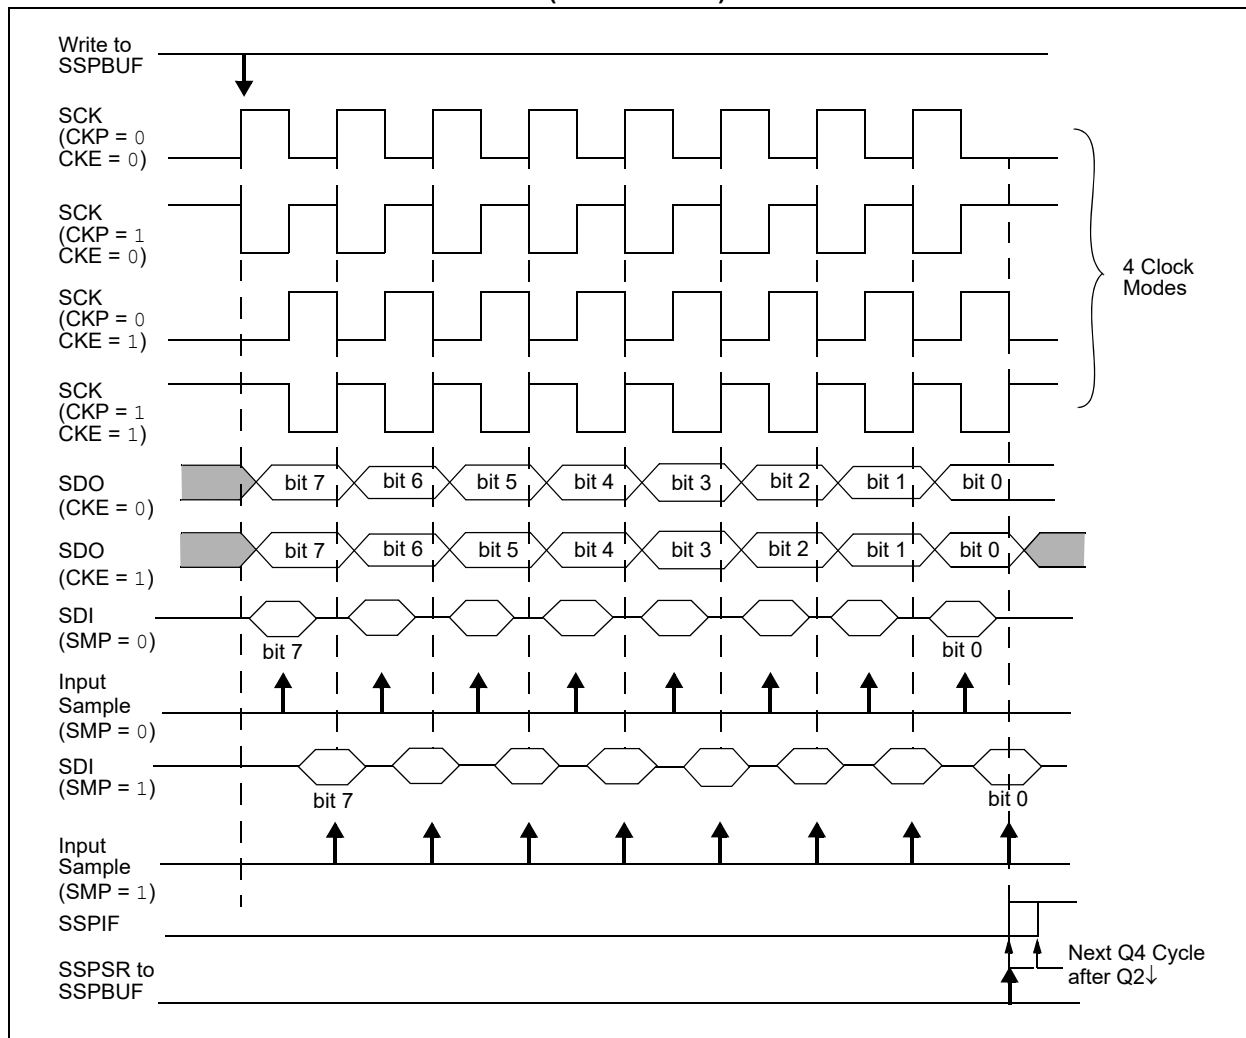 Write to
SSPBUF
SCK
(CKP = 0
CKE = 0)
SCK
(CKP = 1
CKE = 0)
SCK
(CKP = 0
CKE = 1)
SCK
(CKP = 1
CKE = 1)
4 Clock
Modes
SDO
(CKE = 0)
bit 7 bit 6 bit 5 bit 4 bit 3 bit 2 bit 1 bit 0
SDO
(CKE = 1)
bit 7 bit 6 bit 5 bit 4 bit 3 bit 2 bit 1 bit 0
SDI
(SMP = 0)
bit 7 bit 0
Input
Sample
(SMP = 0)
SDI
(SMP = 1)
bit 7 bit 0
Input
Sample
(SMP = 1)
SSPIF
SSPSR to
SSPBUF
Next Q4 Cycle
after Q2↓